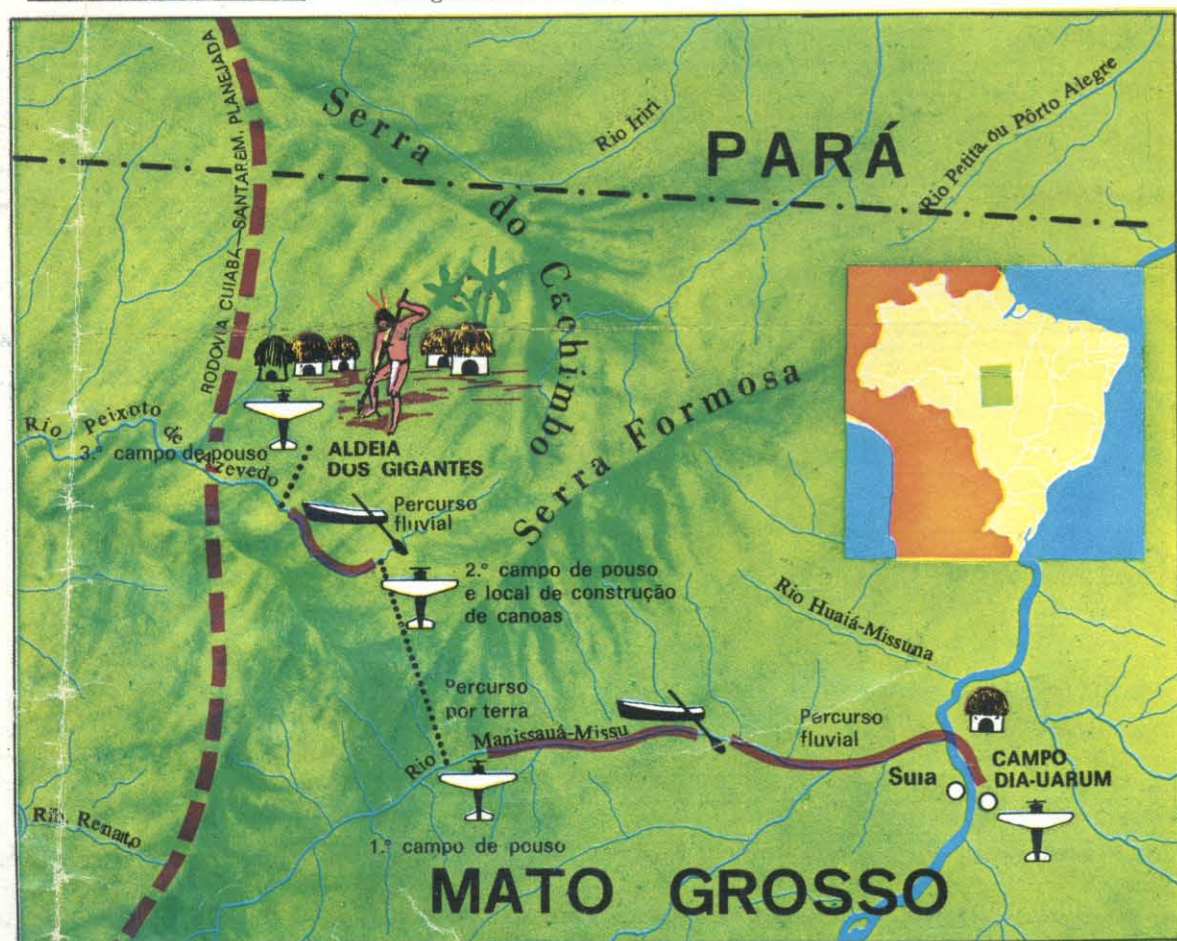 Serra do Cachimbo
Rio Iriri
PARÁ
Rio Petita ou Pôrto Alegre
RODOVIA CUIABÁ—SANTAREM, PLANEJADA
Serra Formosa
Rio Peixoto de Azevedo
3.º campo de pouso
ALDEIA
DOS GIGANTES
Percurso
fluvial
2.º campo de pouso
e local de construção
de canoas
Rio Huaiá-Missuna
Percurso
por terra
Rio Manissauá-Missu
Percurso
fluvial
Suia
CAMPO
DIA-UARUM
Rib. Renato
1.º campo de pouso
MATO GROSSO